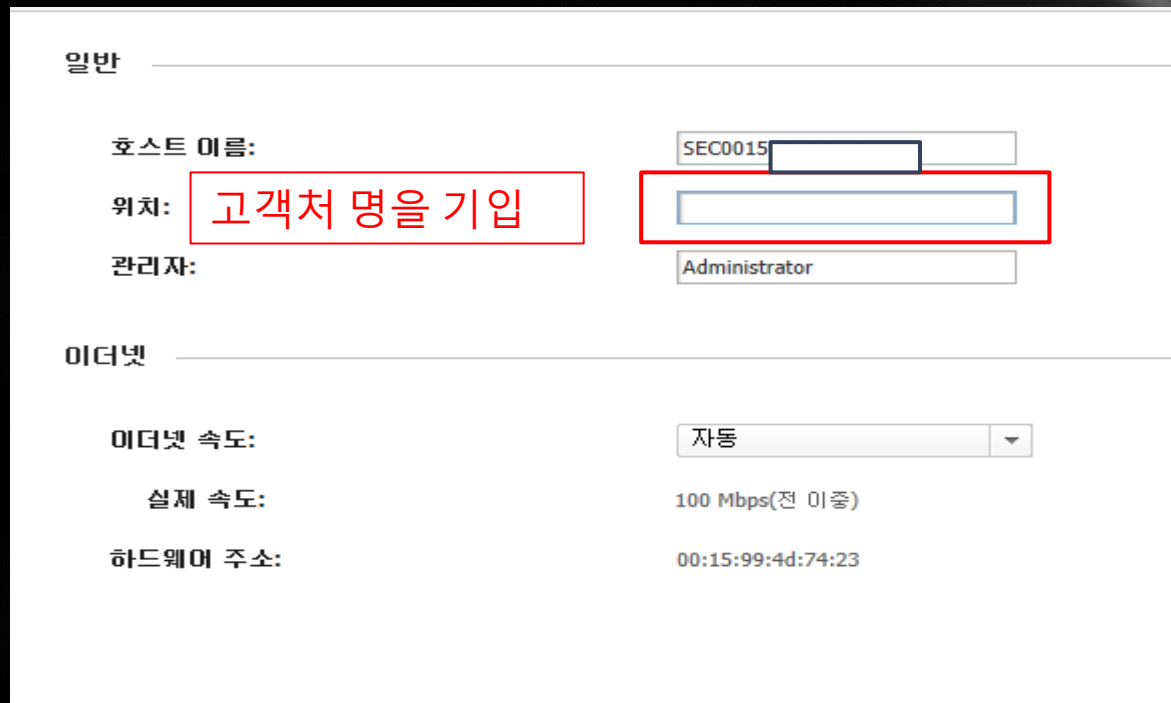 일반
호스트 이름: SEC0015
위치: 고객처 명을 기입
관리자: Administrator
이더넷
이더넷 속도: 자동
실제 속도: 100 Mbps(전 이중)
하드웨어 주소: 00:15:99:4d:74:23